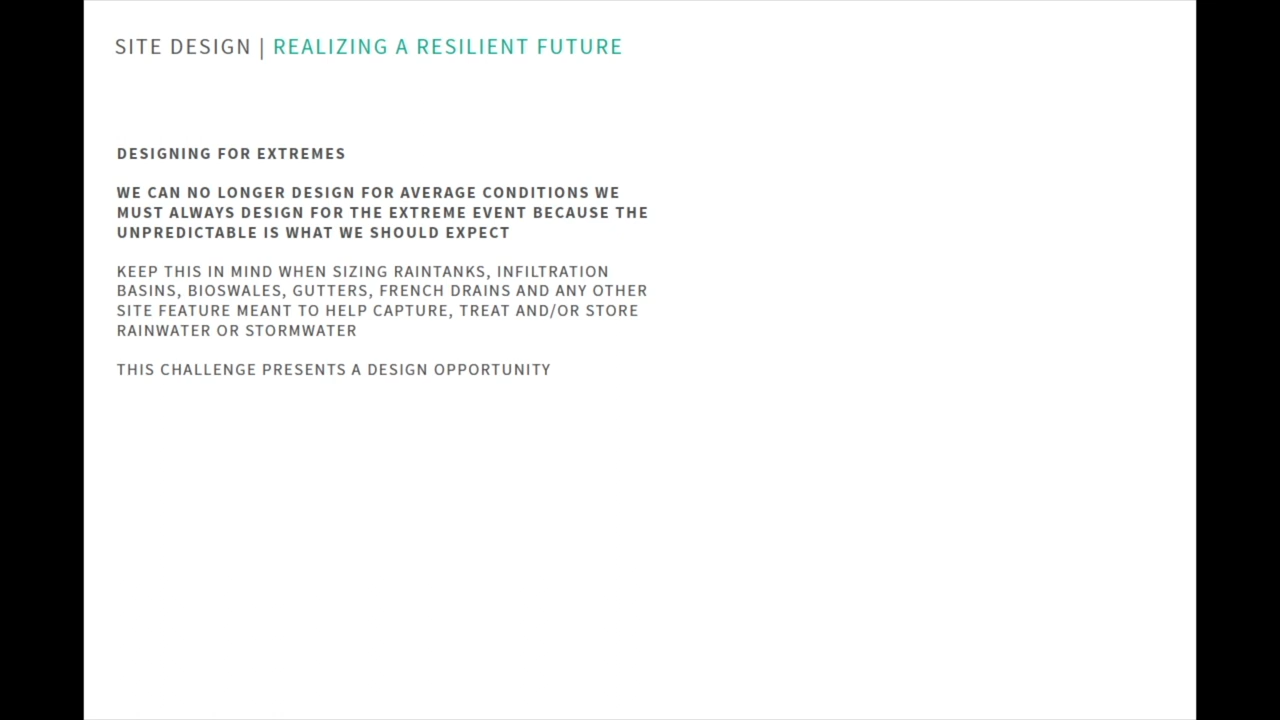 SITE DESIGN | REALIZING A RESILIENT FUTURE
DESIGNING FOR EXTREMES
WE CAN NO LONGER DESIGN FOR AVERAGE CONDITIONS WE
MUST ALWAYS DESIGN FOR THE EXTREME EVENT BECAUSE THE
UNPREDICTABLE IS WHAT WE SHOULD EXPECT
KEEP THIS IN MIND WHEN SIZING RAINTANKS, INFILTRATION
BASINS, BIOSWALES, GUTTERS, FRENCH DRAINS AND ANY OTHER
SITE FEATURE MEANT TO HELP CAPTURE, TREAT AND/OR STORE
RAINWATER OR STORMWATER
THIS CHALLENGE PRESENTS A DESIGN OPPORTUNITY